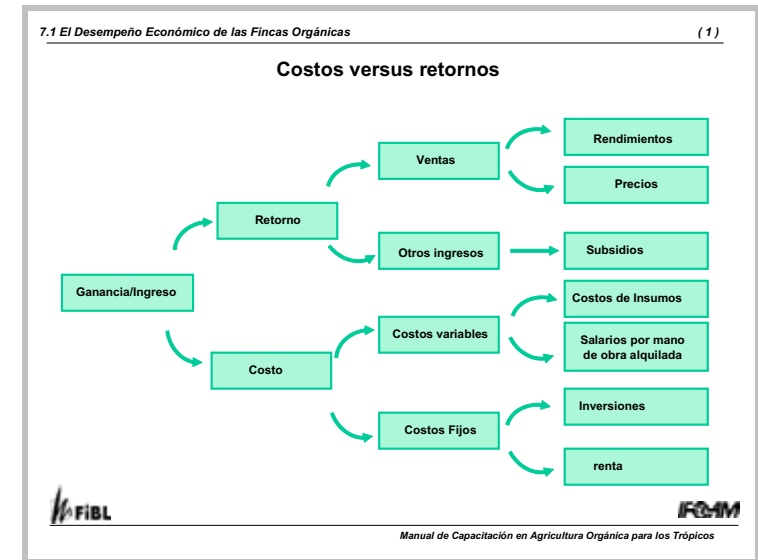 7.1 El Desempeño Económico de las Fincas Orgánicas (1)
Costos versus retornos
Rendimientos
Ventas
Precios
Retorno
Otros ingresos
Subsidios
Ganancia/Ingreso
Costos de Insumos
Costos variables
Salarios por mano
de obra alquilada
Costo
Inversiones
Costos Fijos
renta
FiBL
IFOAM
Manual de Capacitación en Agricultura Orgánica para los Trópicos